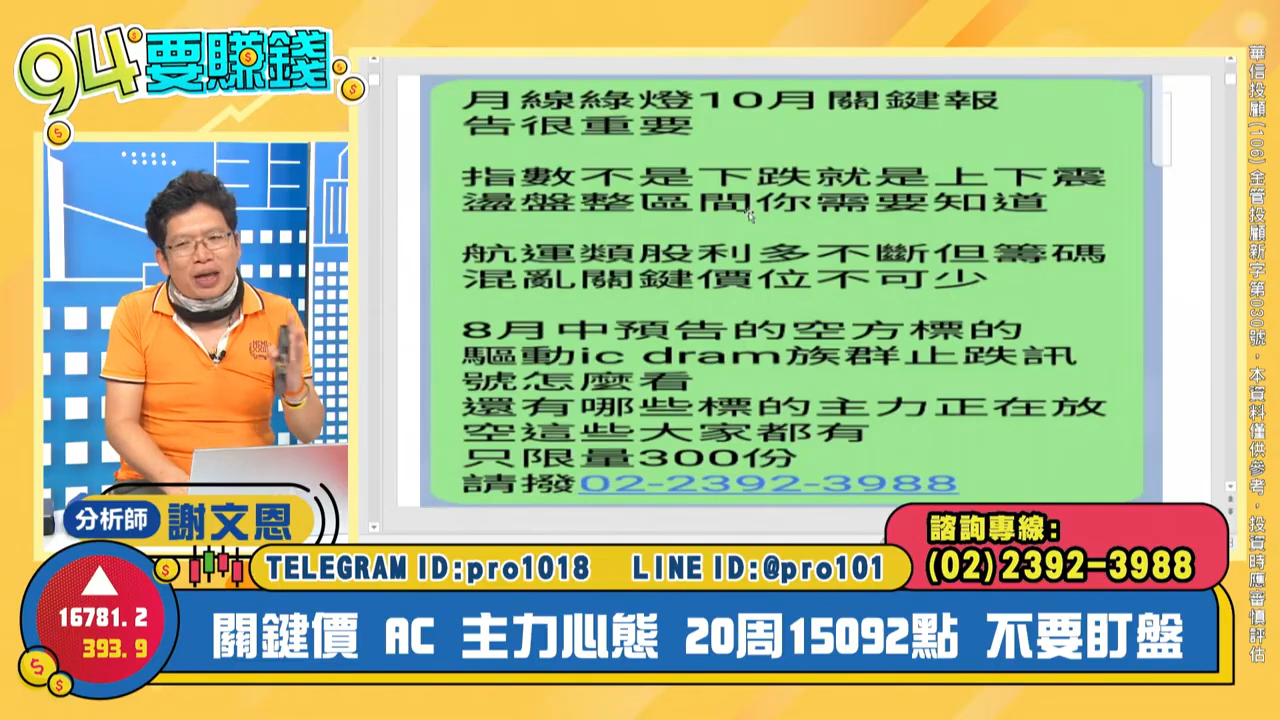 94要賺錢
月線綠燈10月關鍵報
告很重要
指數不是下跌就是上下震
盪盤整區間你需要知道
航運類股利多不斷但籌碼
混亂關鍵價位不可少
8月中預告的空方標的
驅動ic dram族群止跌訊
號怎麼看
還有哪些標的主力正在放
空這些大家都有
只限量300份
請撥02-2392-3988
華信投顧(106)金管投顧新字第030號，本資料僅供參考，投資時應審慎評估
分析師 謝文恩
諮詢專線:
(02)2392-3988
TELEGRAM ID:pro1018 LINE ID:@pro101
16781.2
393.9
關鍵價 AC 主力心態 20周15092點 不要盯盤